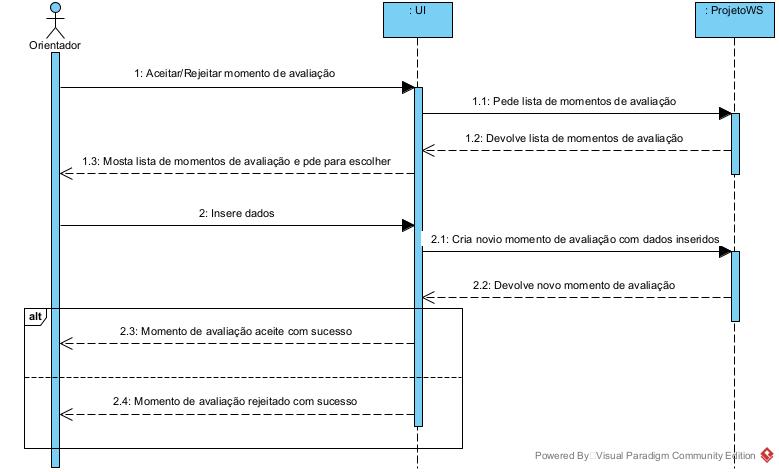 : UI
: ProjetoWS
Orientador
1: Aceitar/Rejeitar momento de avaliação
1.1: Pede lista de momentos de avaliação
1.2: Devolve lista de momentos de avaliação
1.3: Mosta lista de momentos de avaliação e pde para escolher
2: Insere dados
2.1: Cria novio momento de avaliação com dados inseridos
2.2: Devolve novo momento de avaliação
alt
2.3: Momento de avaliação aceite com sucesso
2.4: Momento de avaliação rejeitado com sucesso
Powered By Visual Paradigm Community Edition